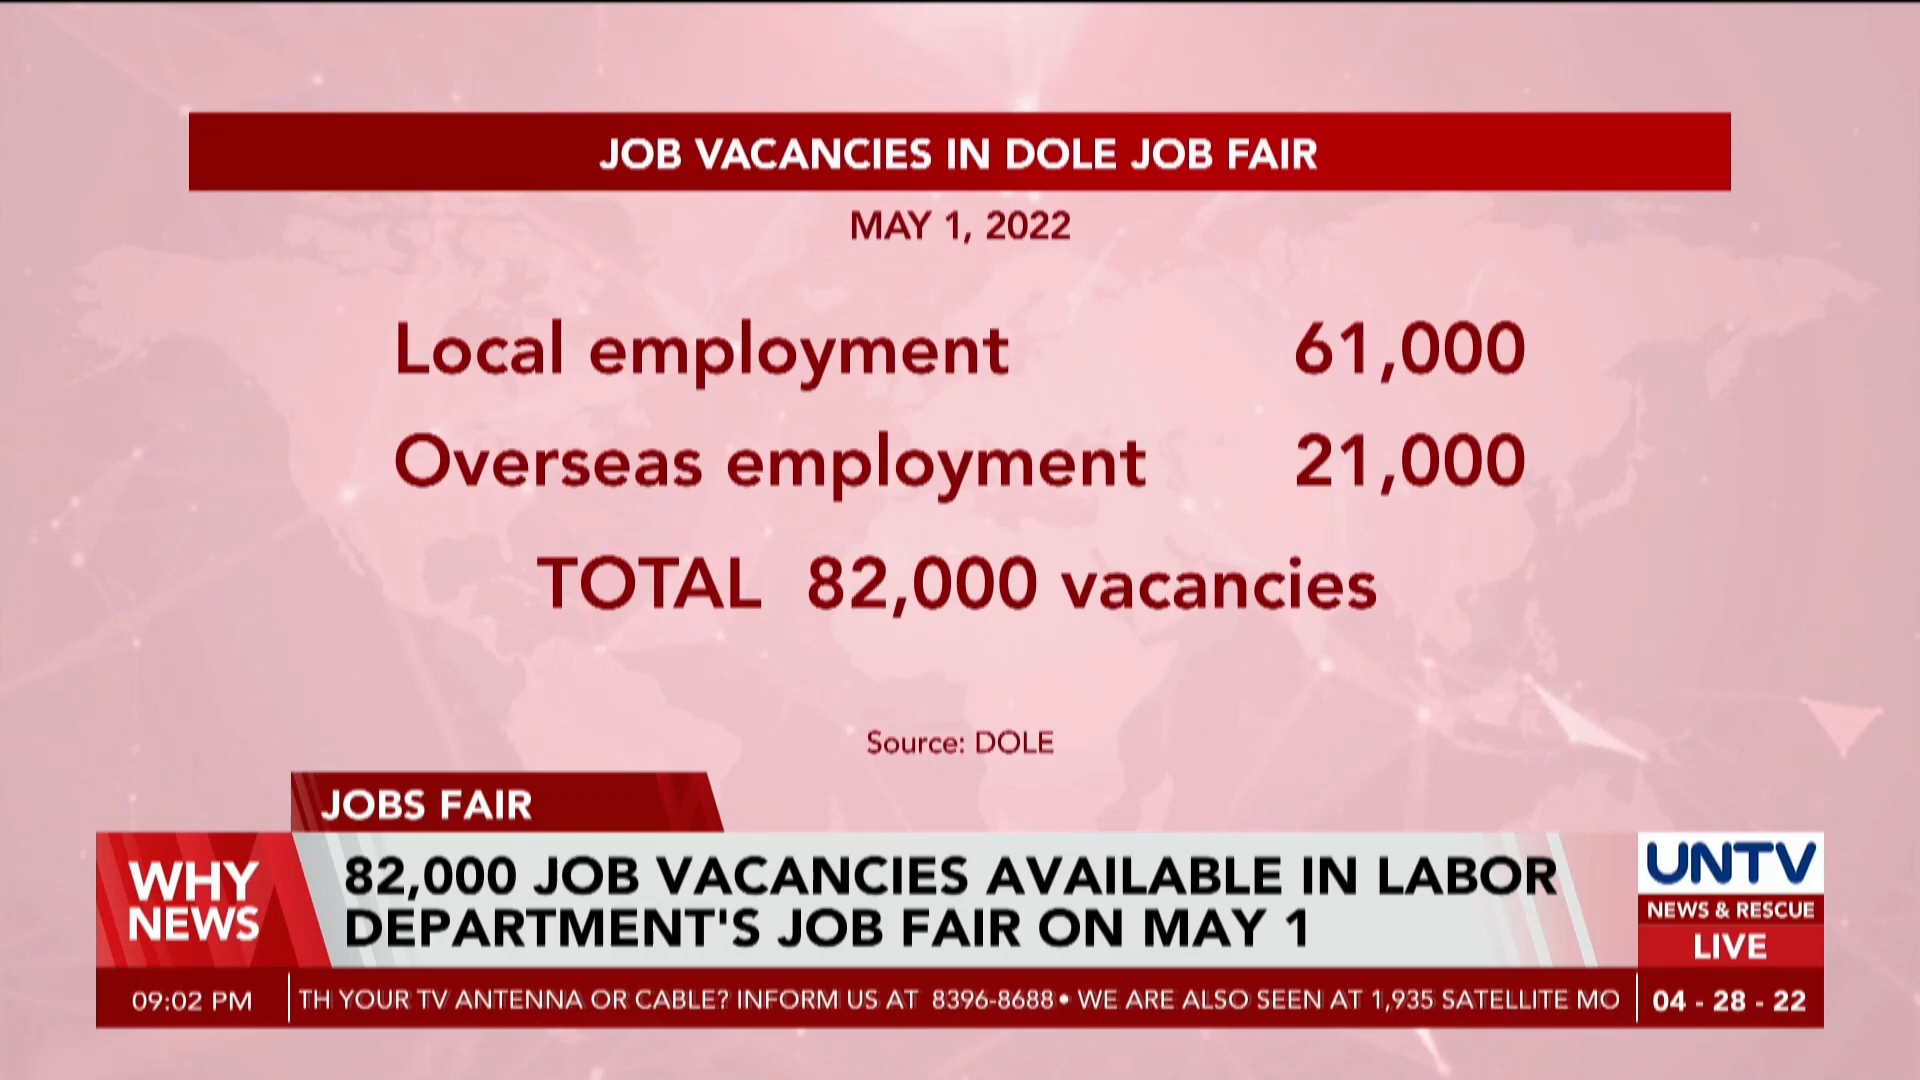 JOB VACANCIES IN DOLE JOB FAIR
MAY 1, 2022
Local employment 61,000
Overseas employment 21,000
TOTAL 82,000 vacancies
Source: DOLE
JOBS FAIR
WHY NEWS
82,000 JOB VACANCIES AVAILABLE IN LABOR
DEPARTMENT'S JOB FAIR ON MAY 1
UNTV
NEWS & RESCUE
LIVE
09:02 PM
TH YOUR TV ANTENNA OR CABLE? INFORM US AT 8396-8688 • WE ARE ALSO SEEN AT 1,935 SATELLITE MO
04 - 28 - 22